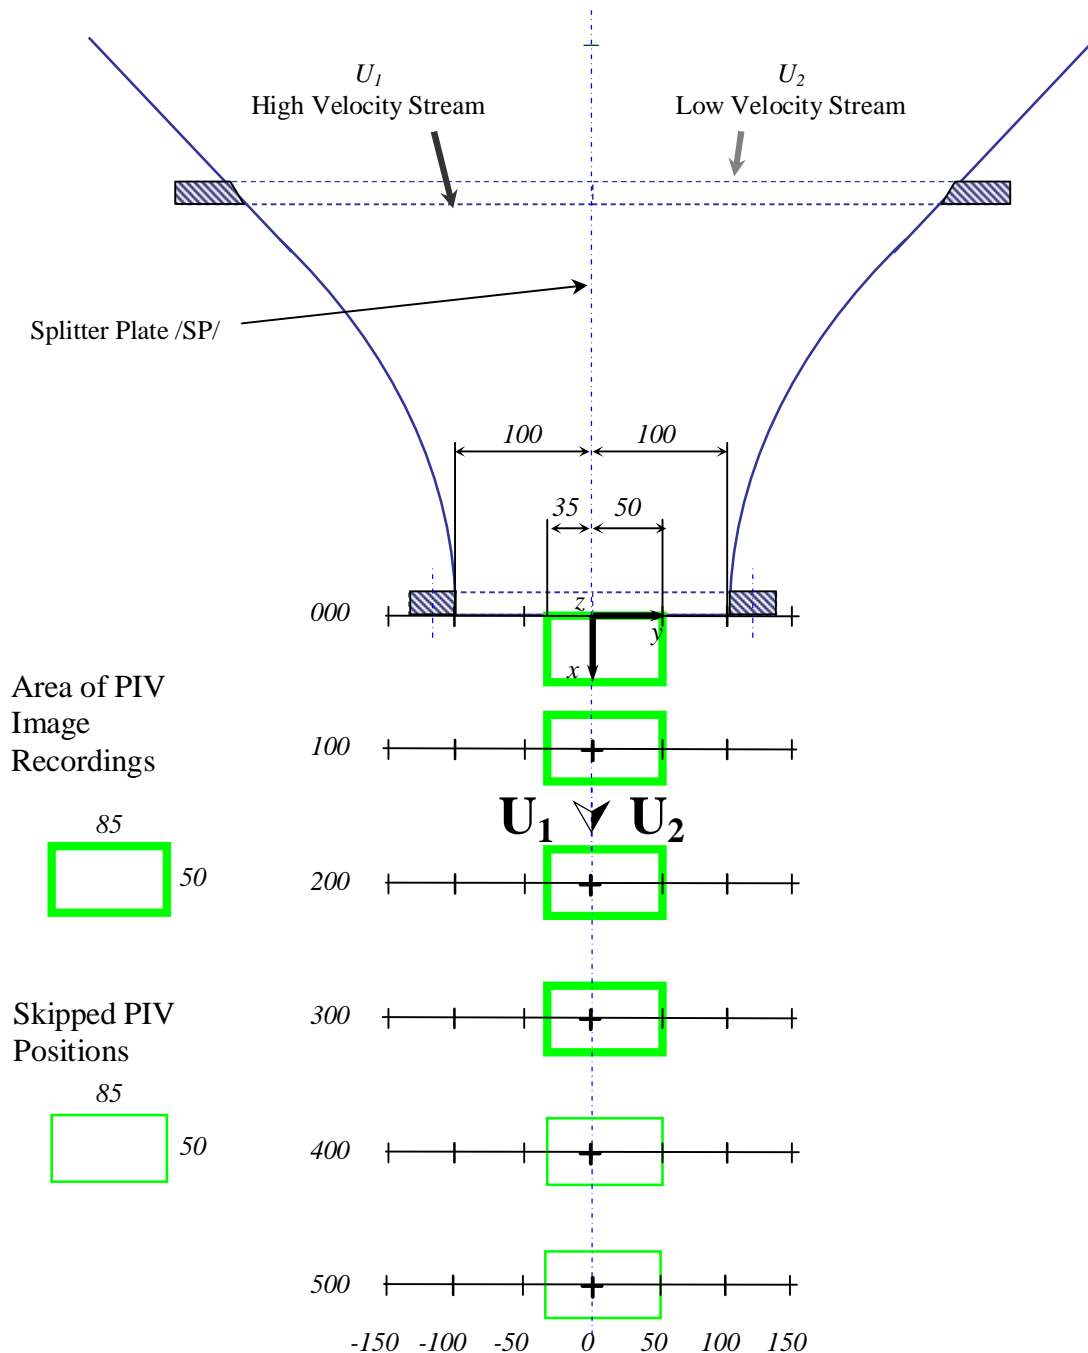 U1
High Velocity Stream
U2
Low Velocity Stream
Splitter Plate /SP/
100 100
35 50
000
z
y
x
Area of PIV
Image
Recordings
85
50
100
U1 U2
200
Skipped PIV
Positions
85
50
300
400
500
-150 -100 -50 0 50 100 150